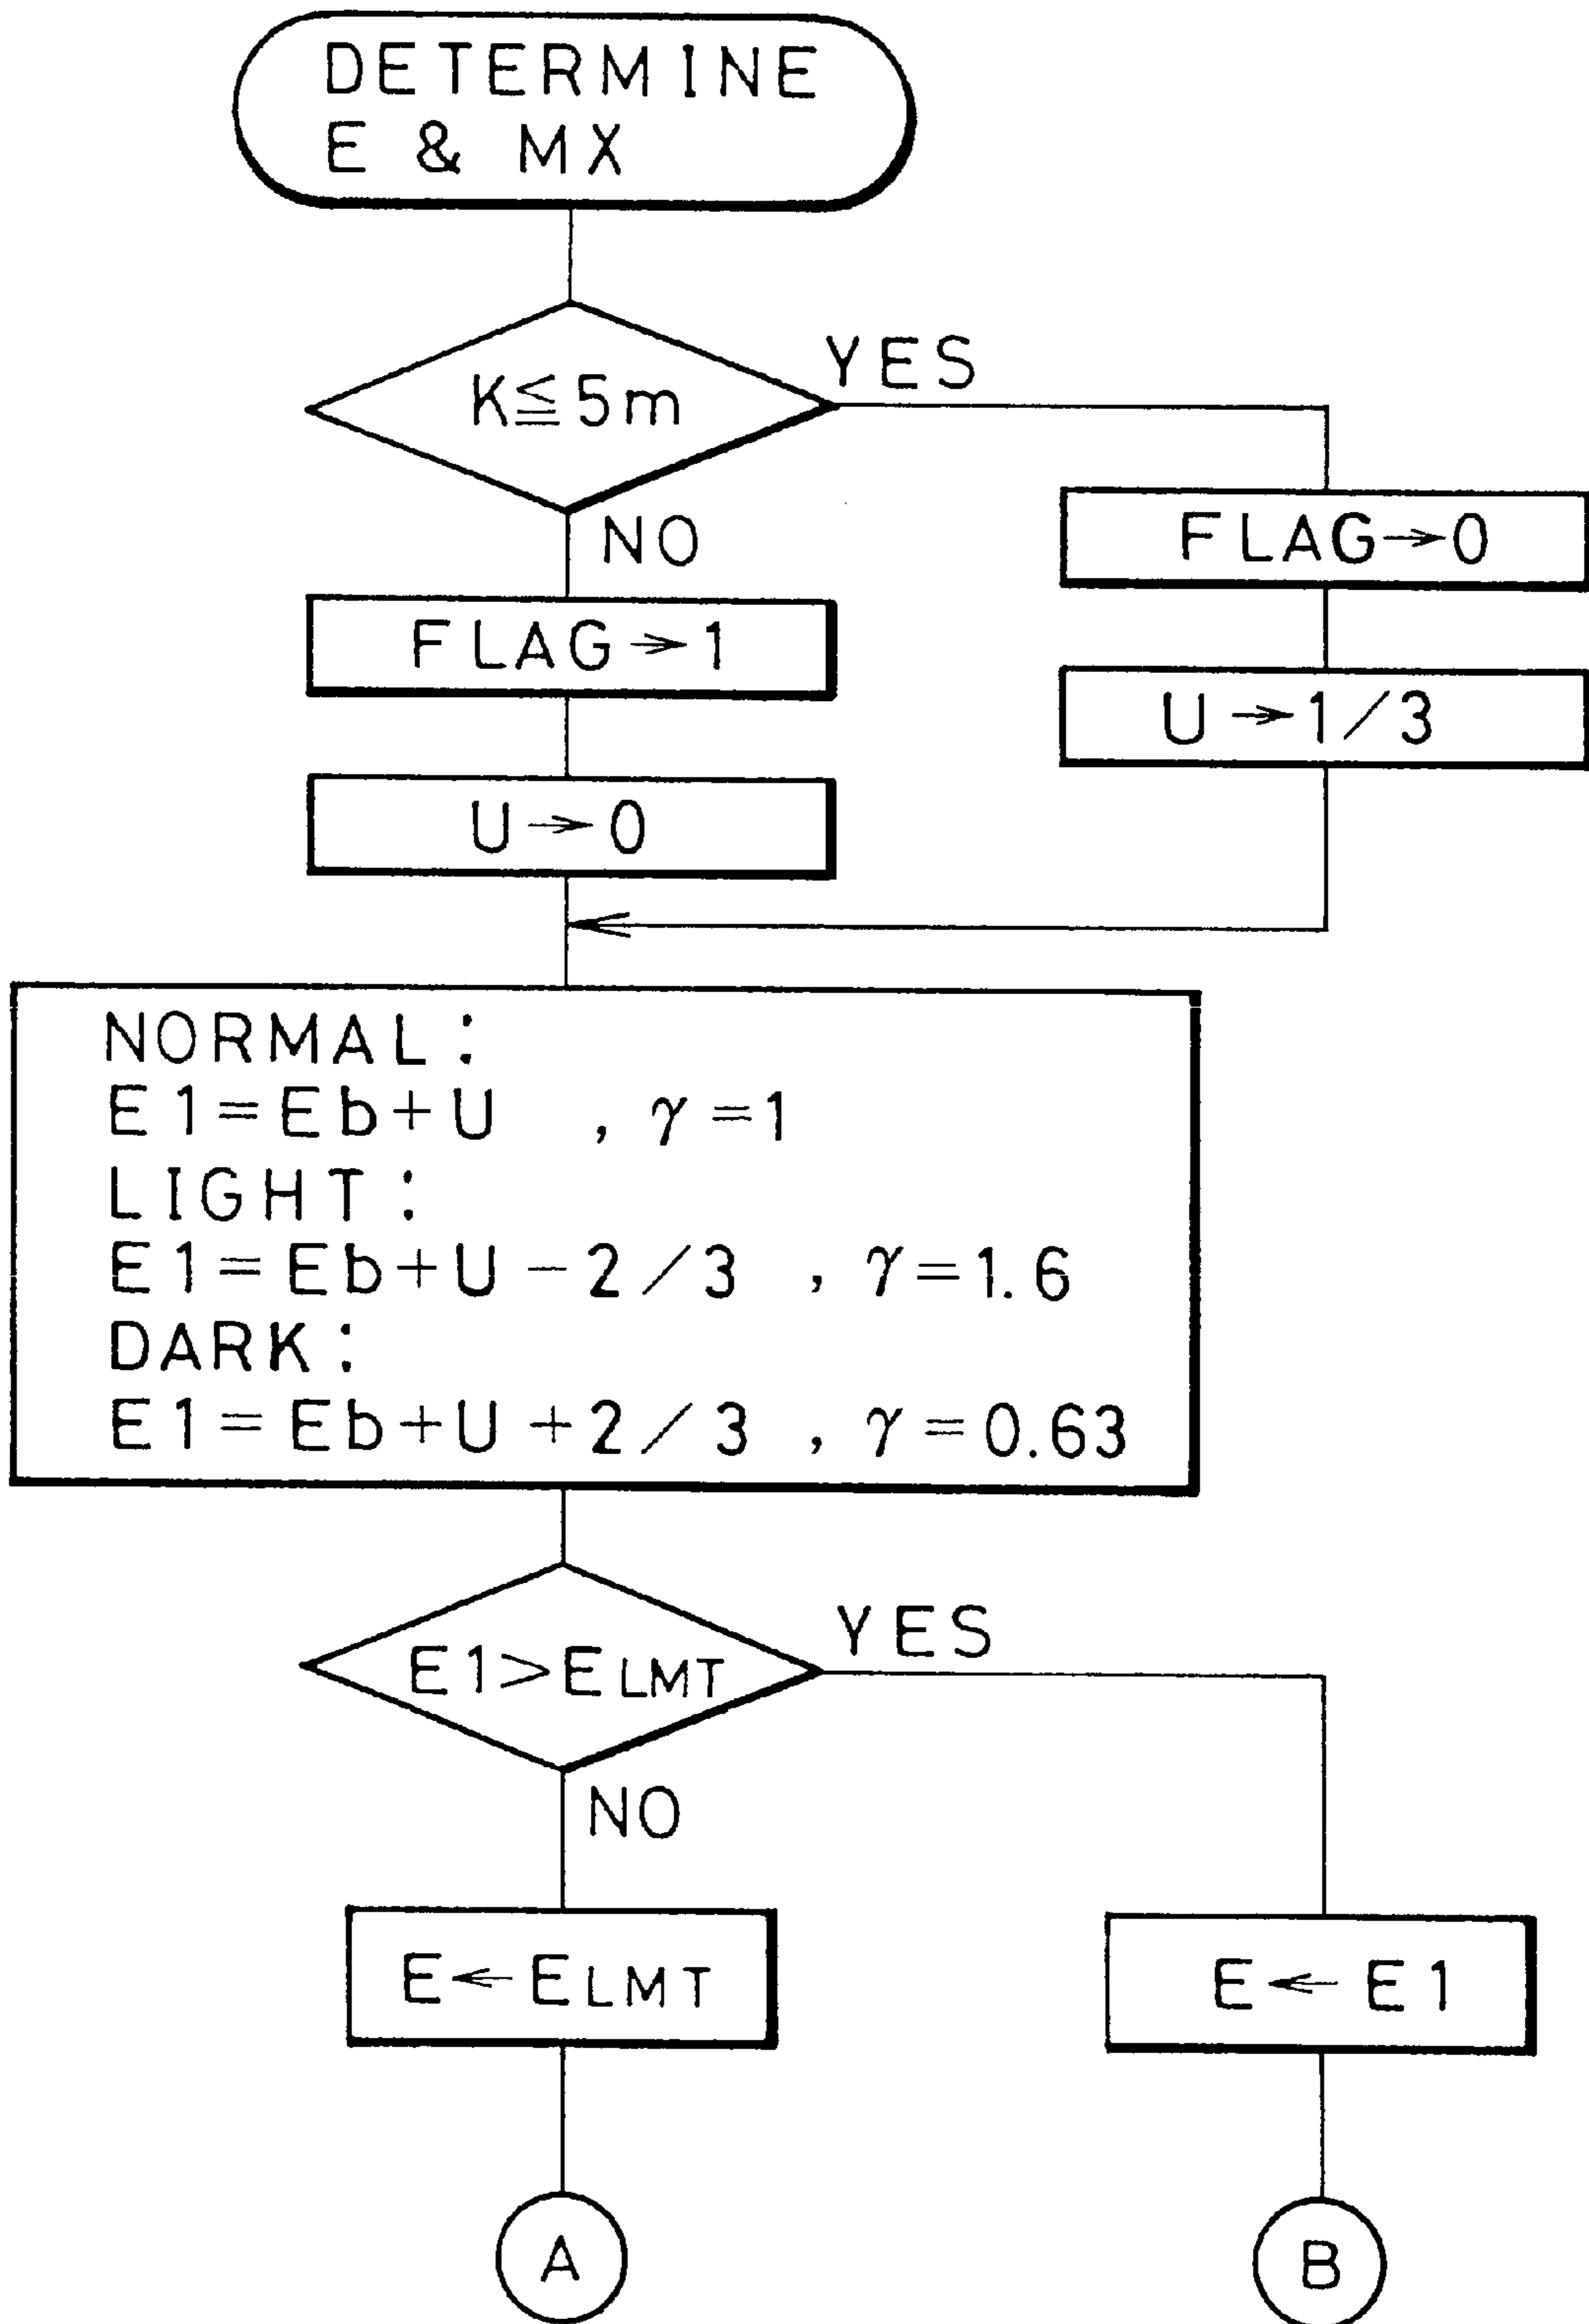 DETERMINE
E & MX
K≦5m
YES
NO
FLAG→0
FLAG→1
U→1/3
U→0
NORMAL:
E1=Eb+U , γ=1
LIGHT:
E1=Eb+U-2/3 , γ=1.6
DARK:
E1=Eb+U+2/3 , γ=0.63
E1>ELMT
YES
NO
E←ELMT
E←E1
A
B